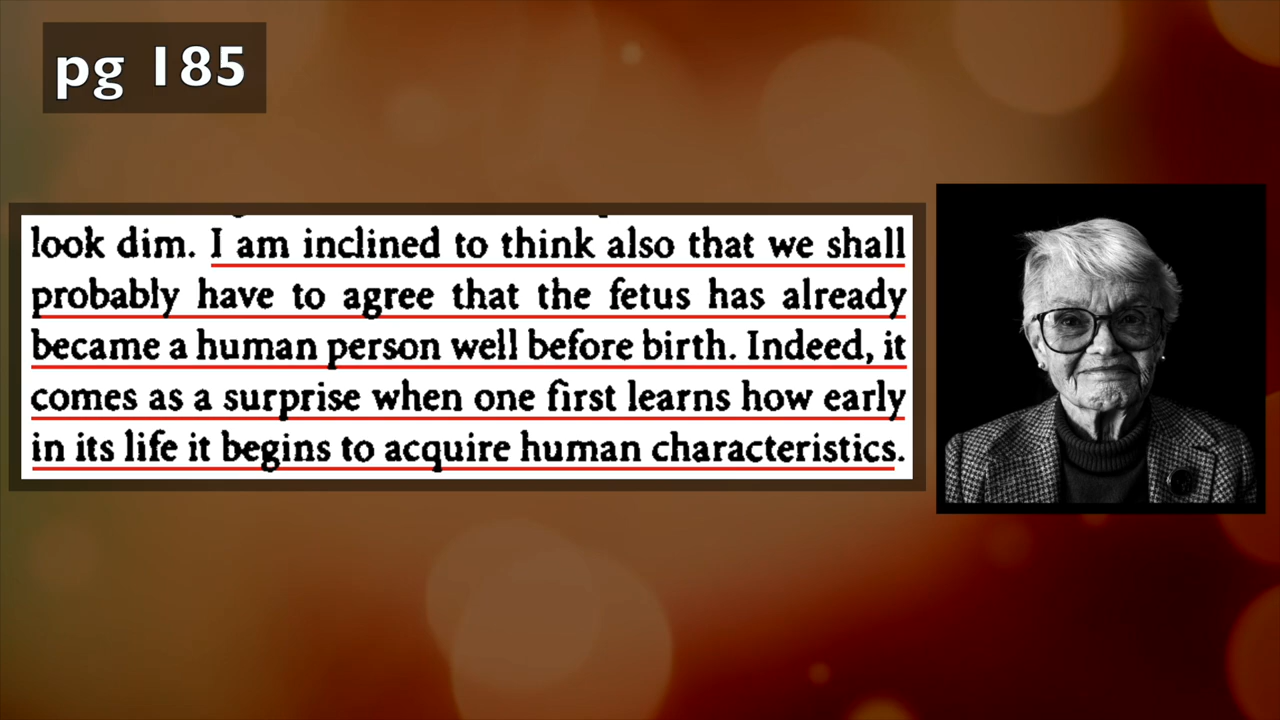 pg 185
look dim. I am inclined to think also that we shall
probably have to agree that the fetus has already
became a human person well before birth. Indeed, it
comes as a surprise when one first learns how early
in its life it begins to acquire human characteristics.